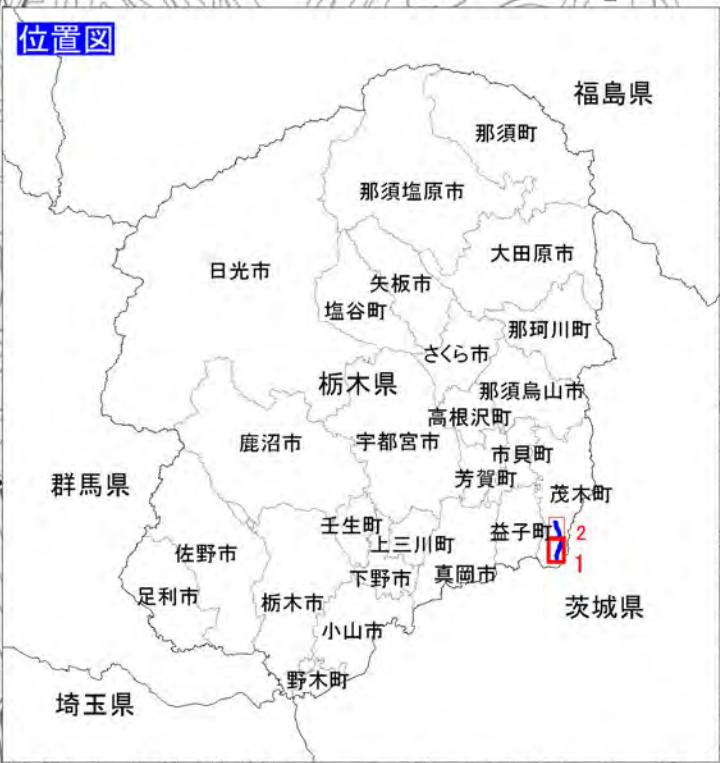 位置図
福島県
那須町
那須塩原市
大田原市
日光市
矢板市
塩谷町
那珂川町
さくら市
栃木県
那須烏山市
高根沢町
鹿沼市
宇都宮市
市貝町
芳賀町
群馬県
茂木町
壬生町
益子町
2
上三川町
佐野市
1
下野市
真岡市
足利市
栃木市
茨城県
小山市
野木町
埼玉県